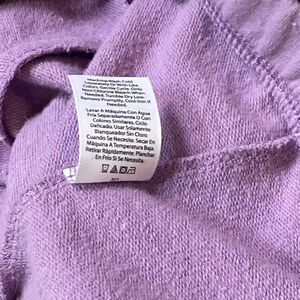 Machine Wash Cold
Separately Or With Like
Colors. Gentle Cycle. Only
Non-Chlorine Bleach When
Needed. Tumble Dry Low.
Remove Promptly. Cool Iron If
Needed.
Lavar A Máquina Con Agua
Fría Separadamente O Con
Colores Similares. Ciclo
Delicado. Usar Solamente
Blanqueador Sin Cloro
Cuando Se Necesite. Secar En
Máquina A Temperatura Baja.
Retirar Rápidamente. Planchar
En Frío Si Se Necesita.